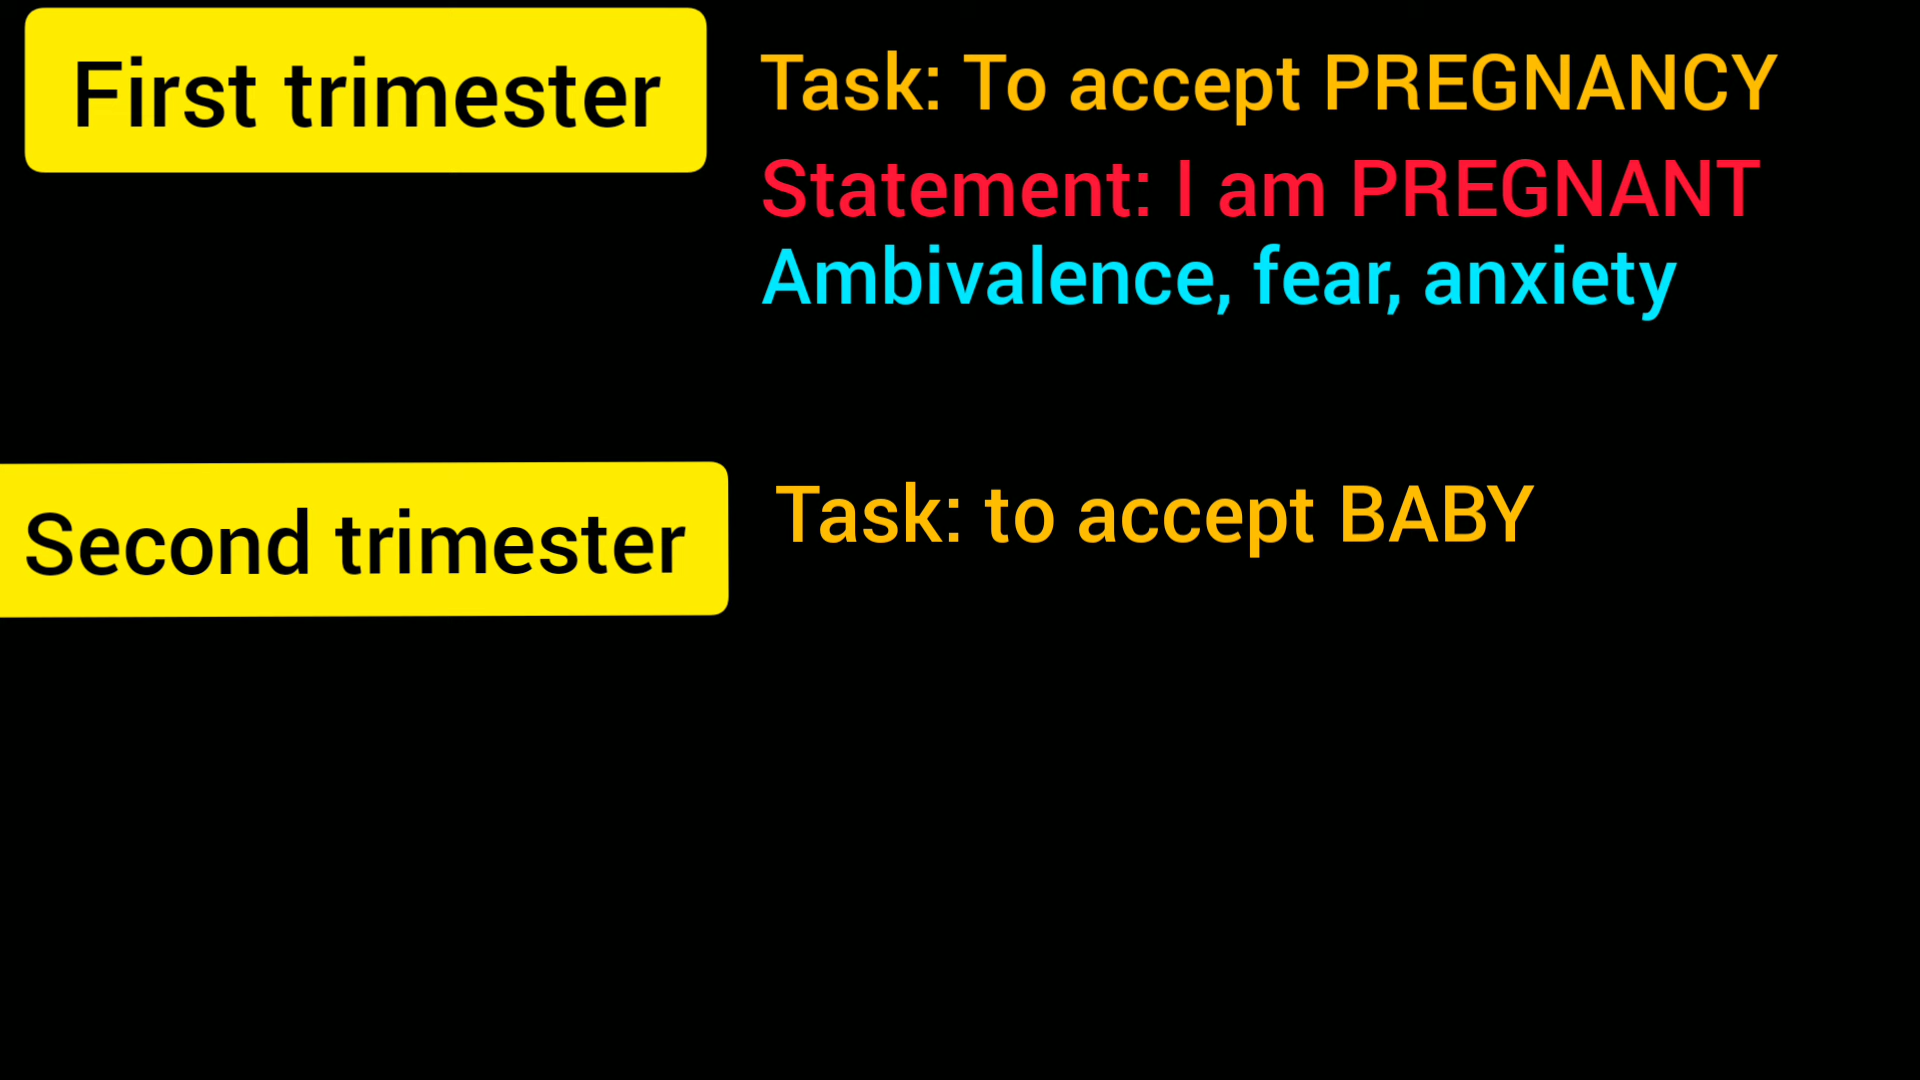 First trimester
Task: To accept PREGNANCY
Statement: I am PREGNANT
Ambivalence, fear, anxiety
Second trimester
Task: to accept BABY